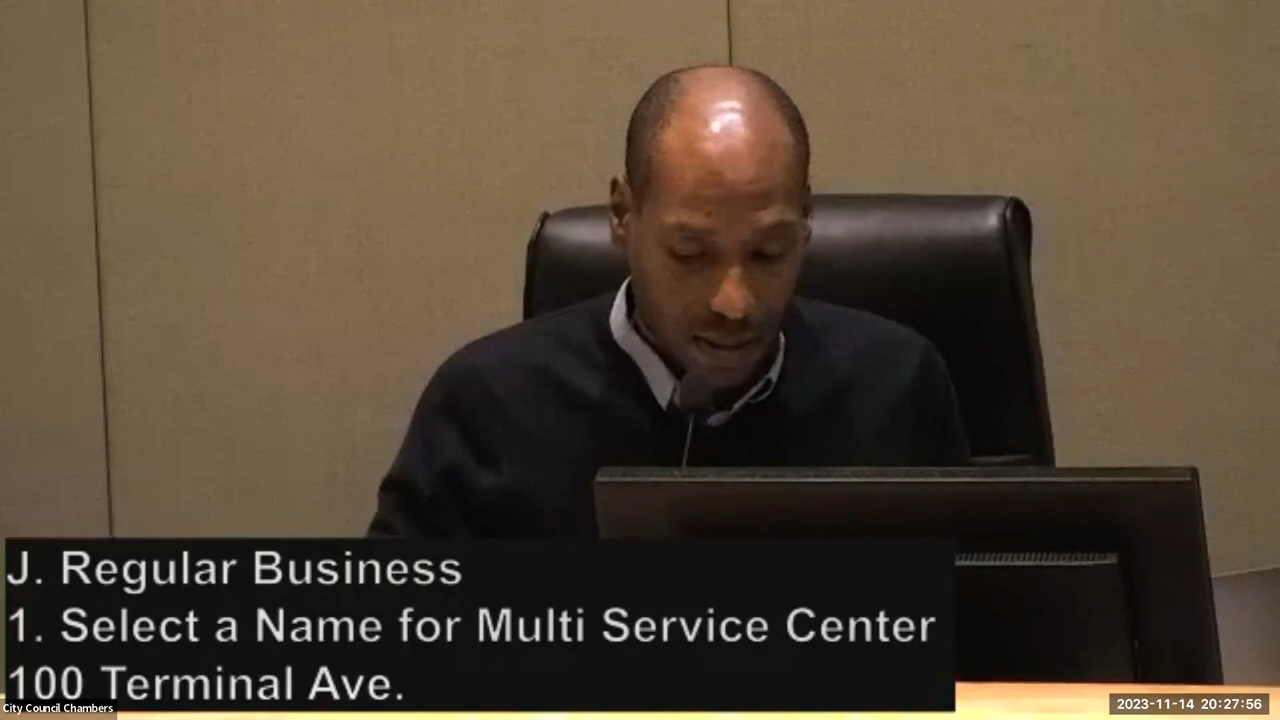 J. Regular Business
1. Select a Name for Multi Service Center
100 Terminal Ave.
City Council Chambers
2023-11-14 20:27:56